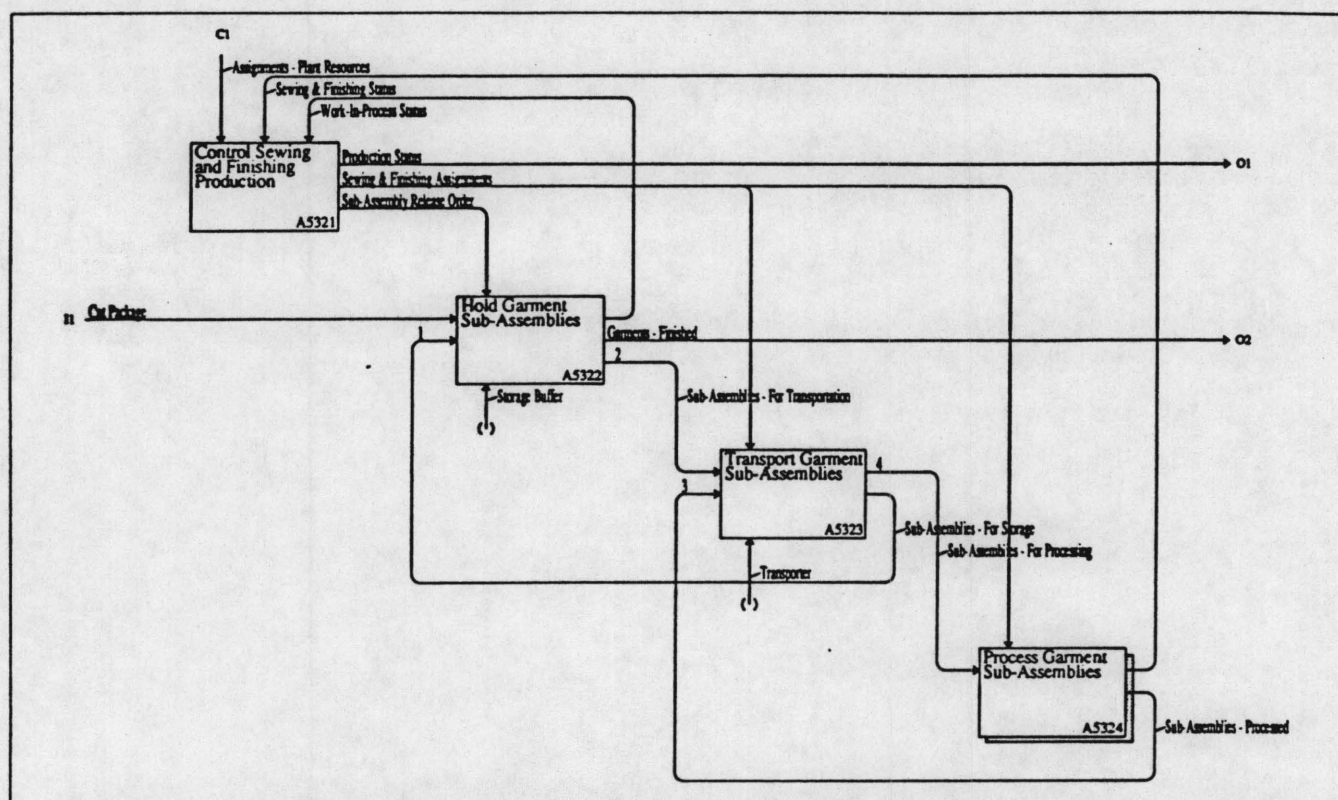 C1
Assignments - Plant Resources
Sewing & Finishing Status
Work-In-Process Status
Control Sewing
and Finishing
Production
A5321
Production Status
O1
Sewing & Finishing Assignments
Sub-Assembly Release Order
I1
Cut Package
Hold Garment
Sub-Assemblies
A5322
1
Garments - Finished
O2
2
Storage Buffer
( )
Sub-Assemblies - For Transportation
Transport Garment
Sub-Assemblies
A5323
4
3
Sub-Assemblies - For Storage
Sub-Assemblies - For Processing
Transporter
( )
Process Garment
Sub-Assemblies
A5324
Sub-Assemblies - Processed